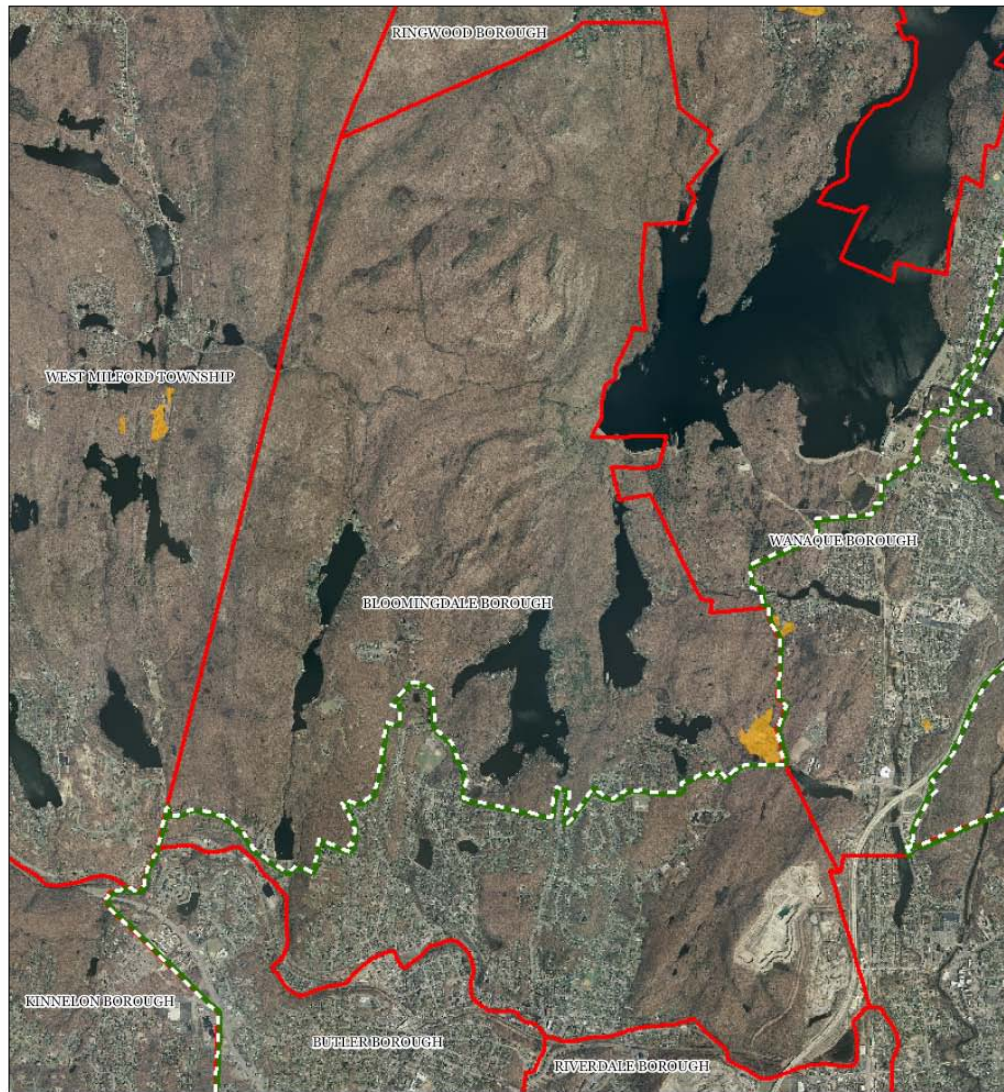 RINGWOOD BOROUGH
WEST MILFORD TOWNSHIP
WANAQUE BOROUGH
BLOOMINGDALE BOROUGH
KINNELON BOROUGH
BUTLER BOROUGH
RIVERDALE BOROUGH